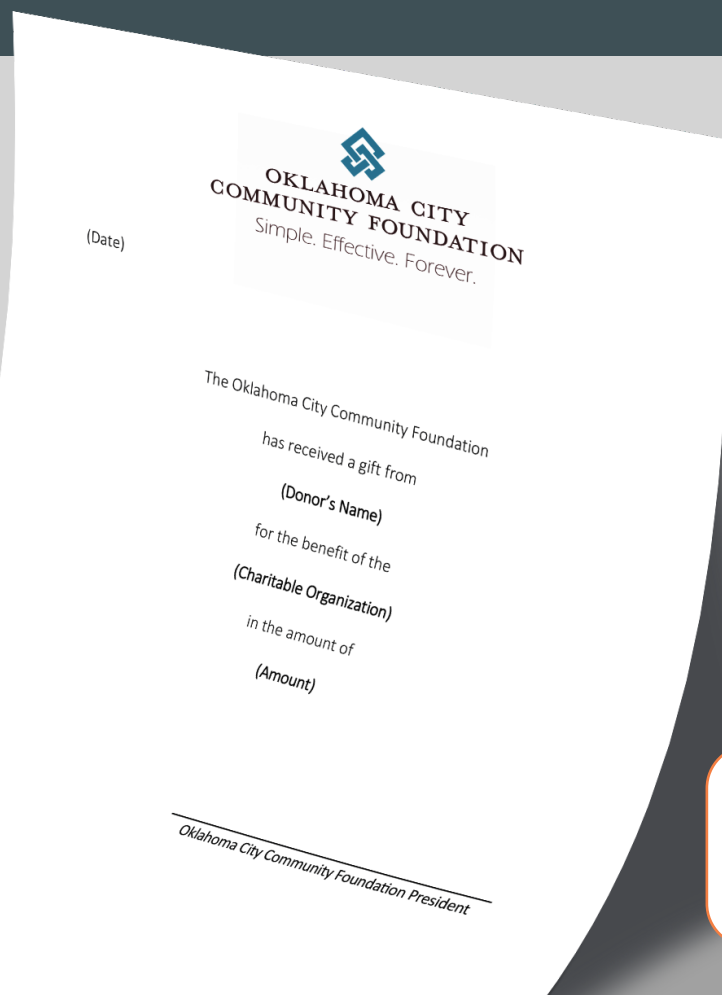 OKLAHOMA CITY
COMMUNITY FOUNDATION
Simple. Effective. Forever.
(Date)
The Oklahoma City Community Foundation
has received a gift from
(Donor’s Name)
for the benefit of the
(Charitable Organization)
in the amount of
(Amount)
Oklahoma City Community Foundation President